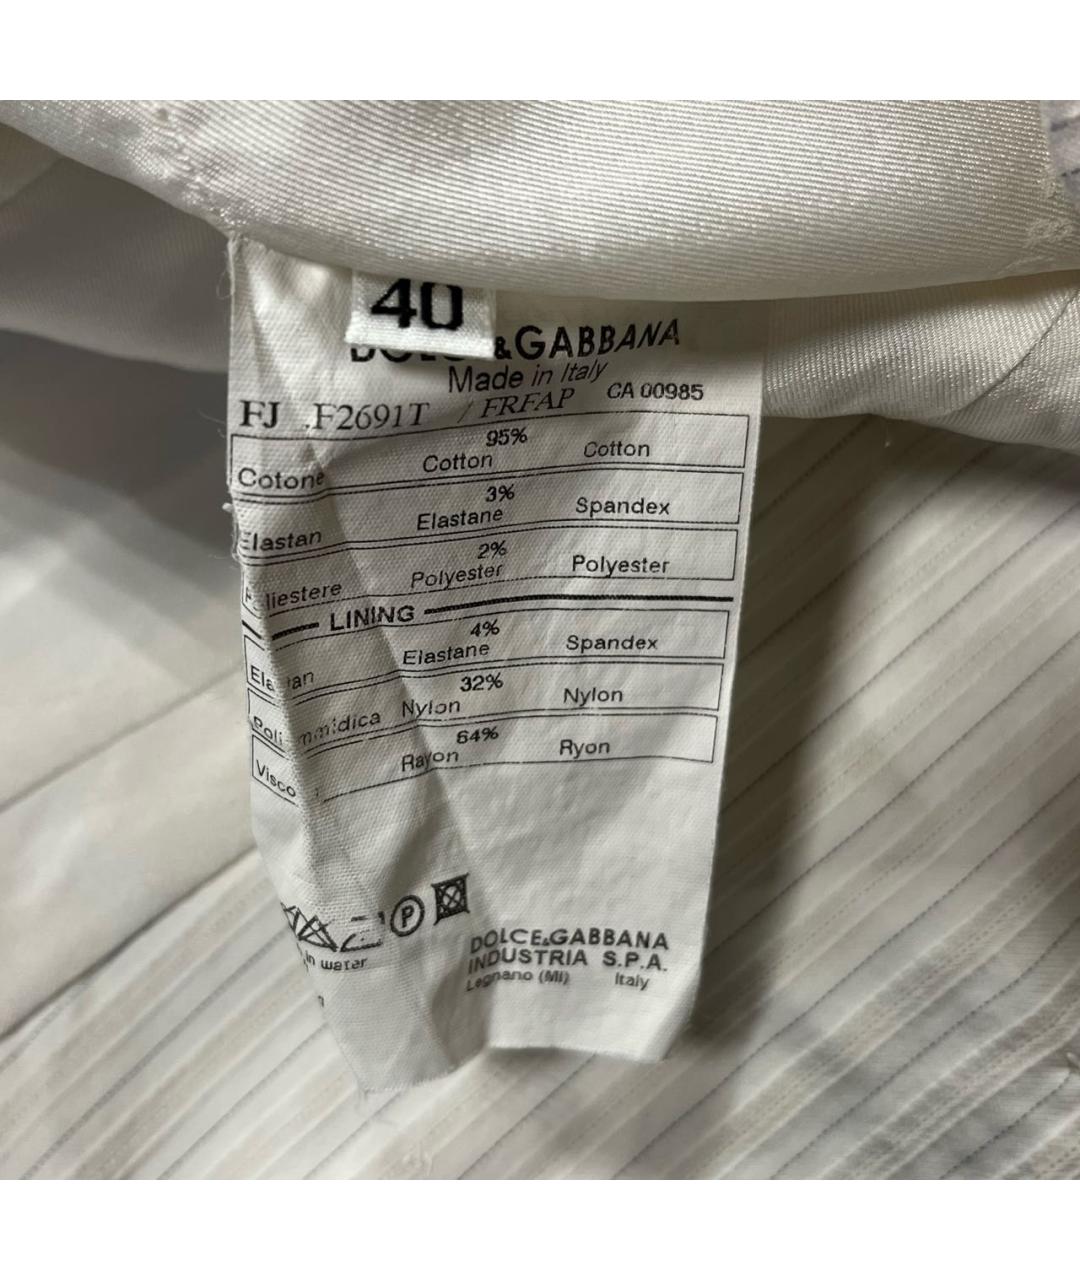 40
&GABBANA
Made in Italy
FJ F2691T / FRFAP CA 00985
95%
Cotone Cotton Cotton
3%
Elastan Elastane Spandex
2%
Polyester Polyester
LINING
4%
Elastane Spandex
32%
Nylon Nylon
64%
Rayon Ryon
P
in water
DOLCE&GABBANA
INDUSTRIA S.P.A.
Legnano (MI) Italy